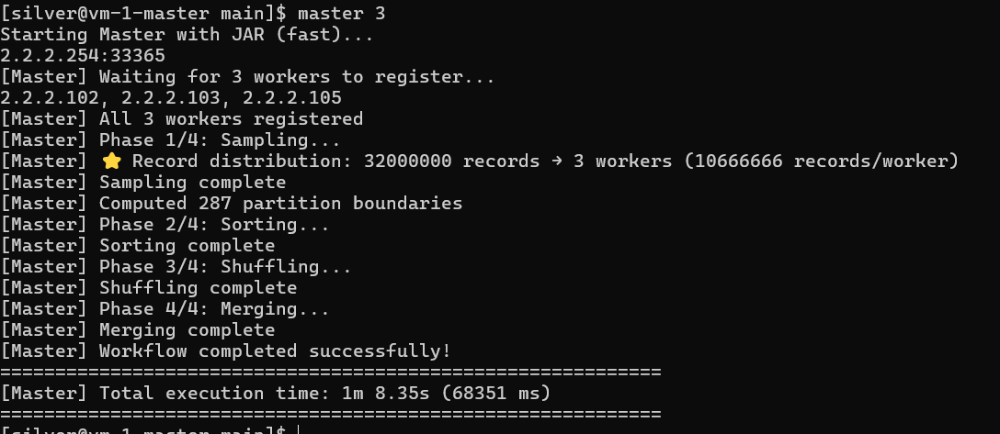 [silver@vm-1-master main]$ master 3
Starting Master with JAR (fast)...
2.2.2.254:33365
[Master] Waiting for 3 workers to register...
2.2.2.102, 2.2.2.103, 2.2.2.105
[Master] All 3 workers registered
[Master] Phase 1/4: Sampling...
[Master] ⭐ Record distribution: 32000000 records → 3 workers (10666666 records/worker)
[Master] Sampling complete
[Master] Computed 287 partition boundaries
[Master] Phase 2/4: Sorting...
[Master] Sorting complete
[Master] Phase 3/4: Shuffling...
[Master] Shuffling complete
[Master] Phase 4/4: Merging...
[Master] Merging complete
[Master] Workflow completed successfully!
============================================================
[Master] Total execution time: 1m 8.35s (68351 ms)
============================================================
[silver@vm-1-master main]$